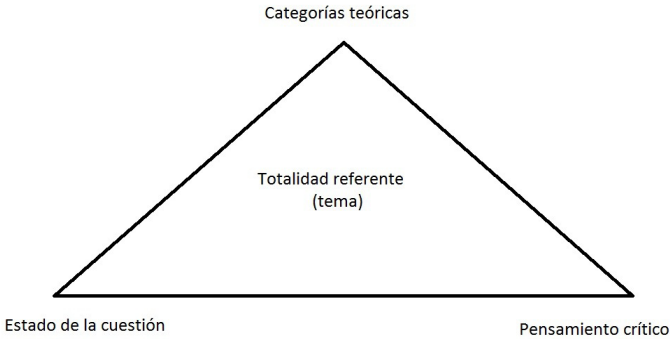 Categorías teóricas
Totalidad referente
(tema)
Estado de la cuestión
Pensamiento crítico